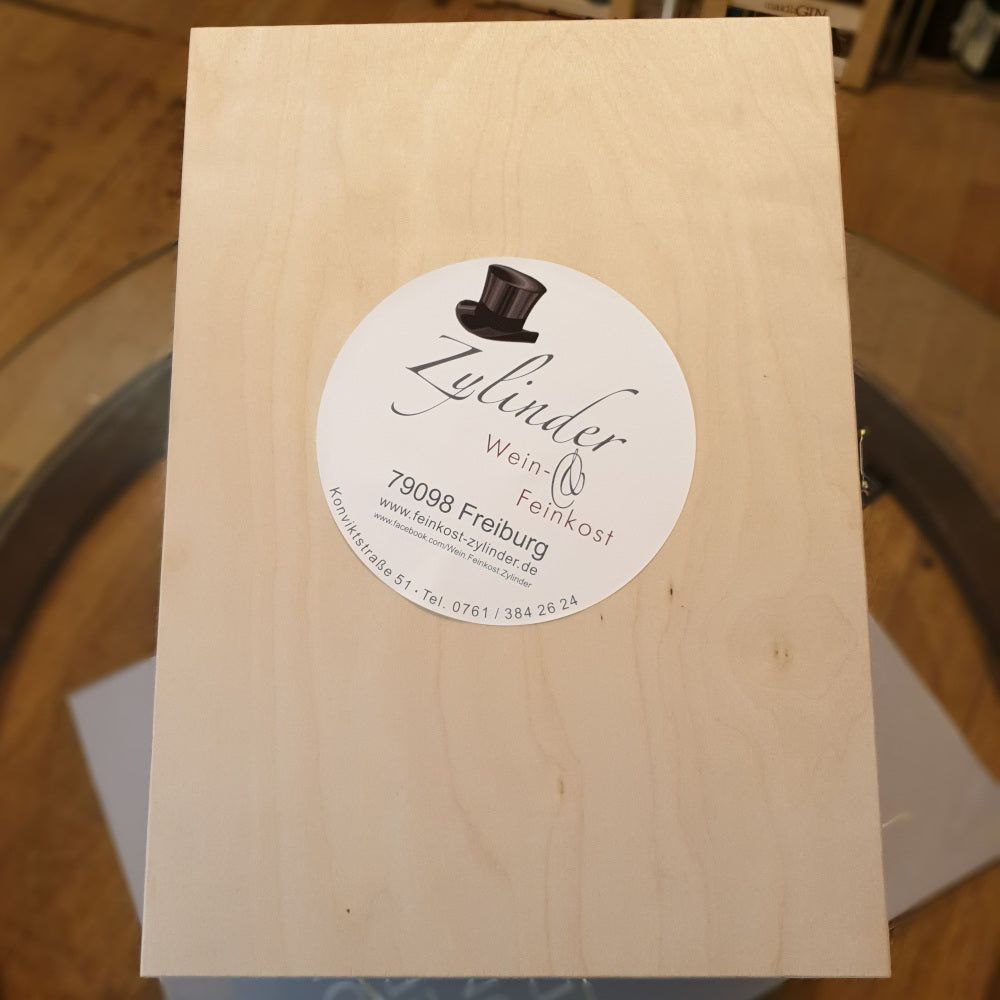 GIN
Zylinder
Wein- &
Feinkost
79098 Freiburg
www.feinkost-zylinder.de
www.facebook.com/Wein.Feinkost.Zylinder
Konviktstraße 51 · Tel. 0761 / 384 26 24